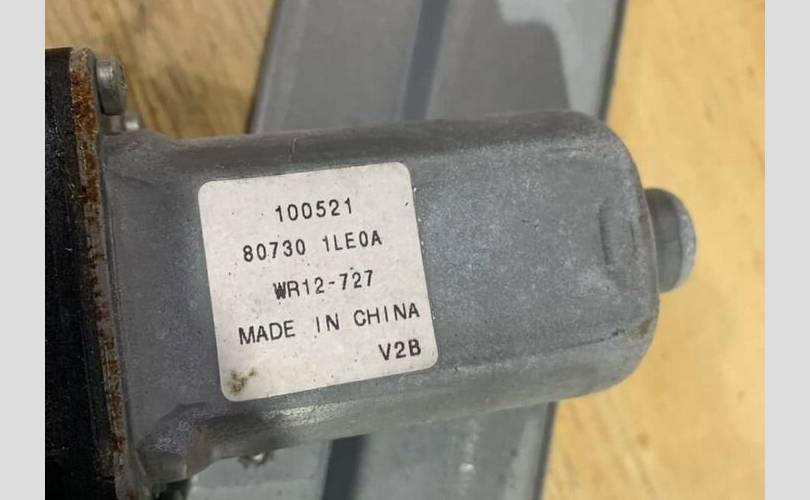 100521
80730 1LE0A
WR12-727
MADE IN CHINA
V2B